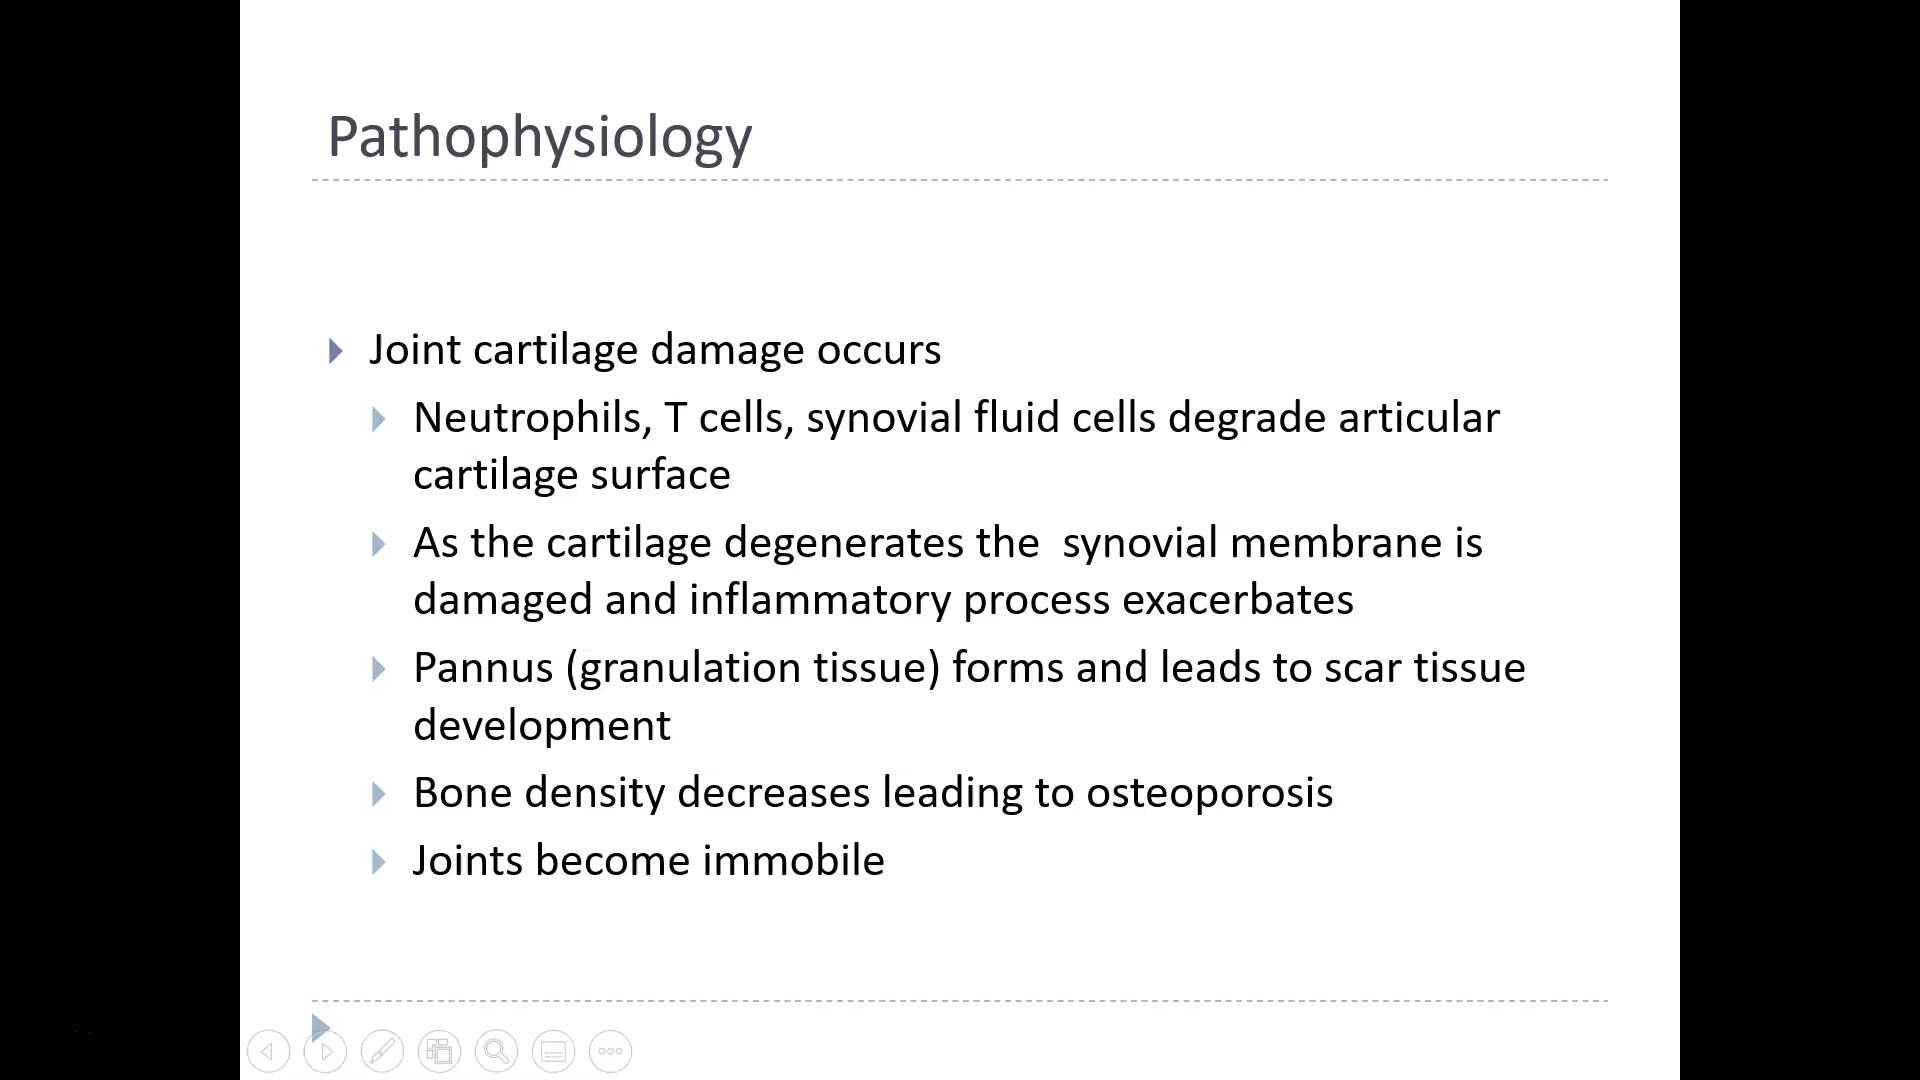 Pathophysiology
Joint cartilage damage occurs
Neutrophils, T cells, synovial fluid cells degrade articular
cartilage surface
As the cartilage degenerates the  synovial membrane is
damaged and inflammatory process exacerbates
Pannus (granulation tissue) forms and leads to scar tissue
development
Bone density decreases leading to osteoporosis
Joints become immobile